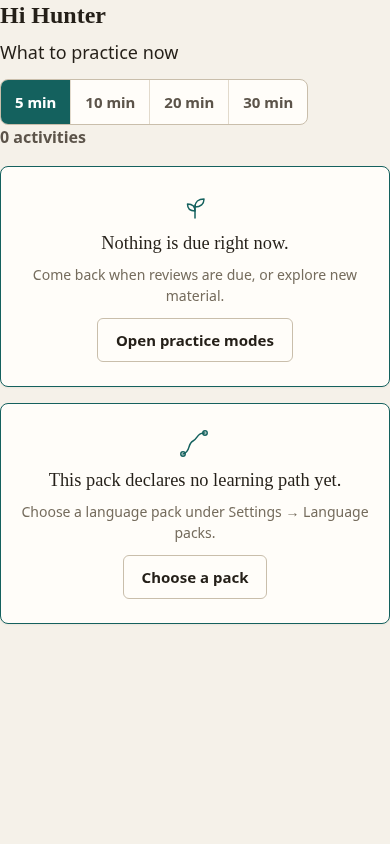 Hi Hunter
What to practice now
5 min 10 min 20 min 30 min
0 activities
Nothing is due right now.
Come back when reviews are due, or explore new
material.
Open practice modes
This pack declares no learning path yet.
Choose a language pack under Settings → Language
packs.
Choose a pack